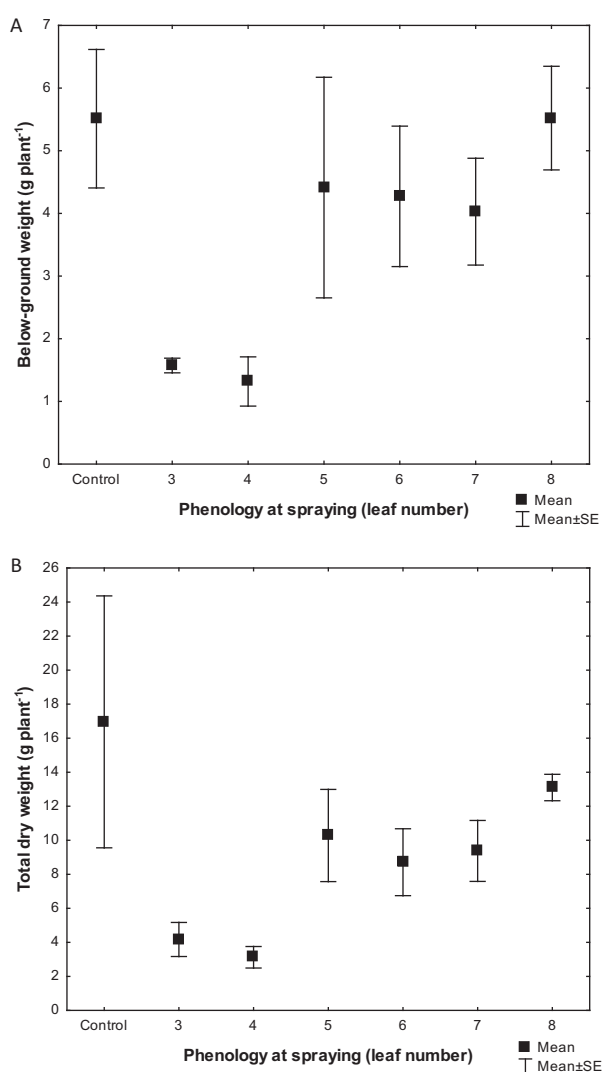 A
7
6
5
4
3
2
1
0
Below-ground weight (g plant⁻¹)
Control 3 4 5 6 7 8
Phenology at spraying (leaf number)
Mean
Mean±SE
B
26
24
22
20
18
16
14
12
10
8
6
4
2
0
Total dry weight (g plant⁻¹)
Control 3 4 5 6 7 8
Phenology at spraying (leaf number)
Mean
Mean±SE